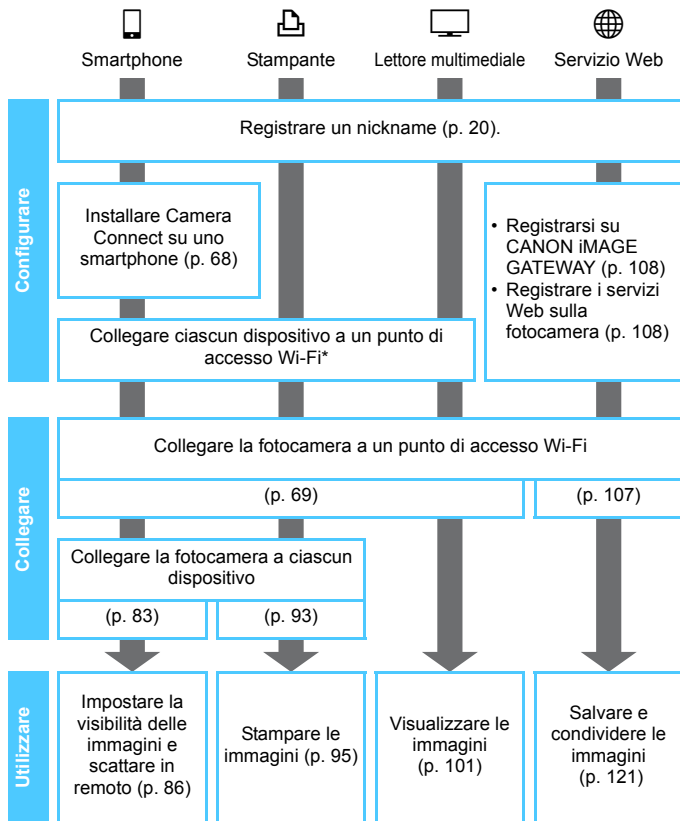 Smartphone
Stampante
Lettore multimediale
Servizio Web
Configurare
Registrare un nickname (p. 20).
Installare Camera
Connect su uno
smartphone (p. 68)
• Registrarsi su
CANON iMAGE
GATEWAY (p. 108)
• Registrare i servizi
Web sulla
fotocamera (p. 108)
Collegare ciascun dispositivo a un punto di
accesso Wi-Fi*
Collegare
Collegare la fotocamera a un punto di accesso Wi-Fi
(p. 69)
(p. 107)
Collegare la fotocamera a ciascun
dispositivo
(p. 83)
(p. 93)
Utilizzare
Impostare la
visibilità delle
immagini e
scattare in
remoto (p. 86)
Stampare le
immagini (p. 95)
Visualizzare le
immagini
(p. 101)
Salvare e
condividere le
immagini
(p. 121)